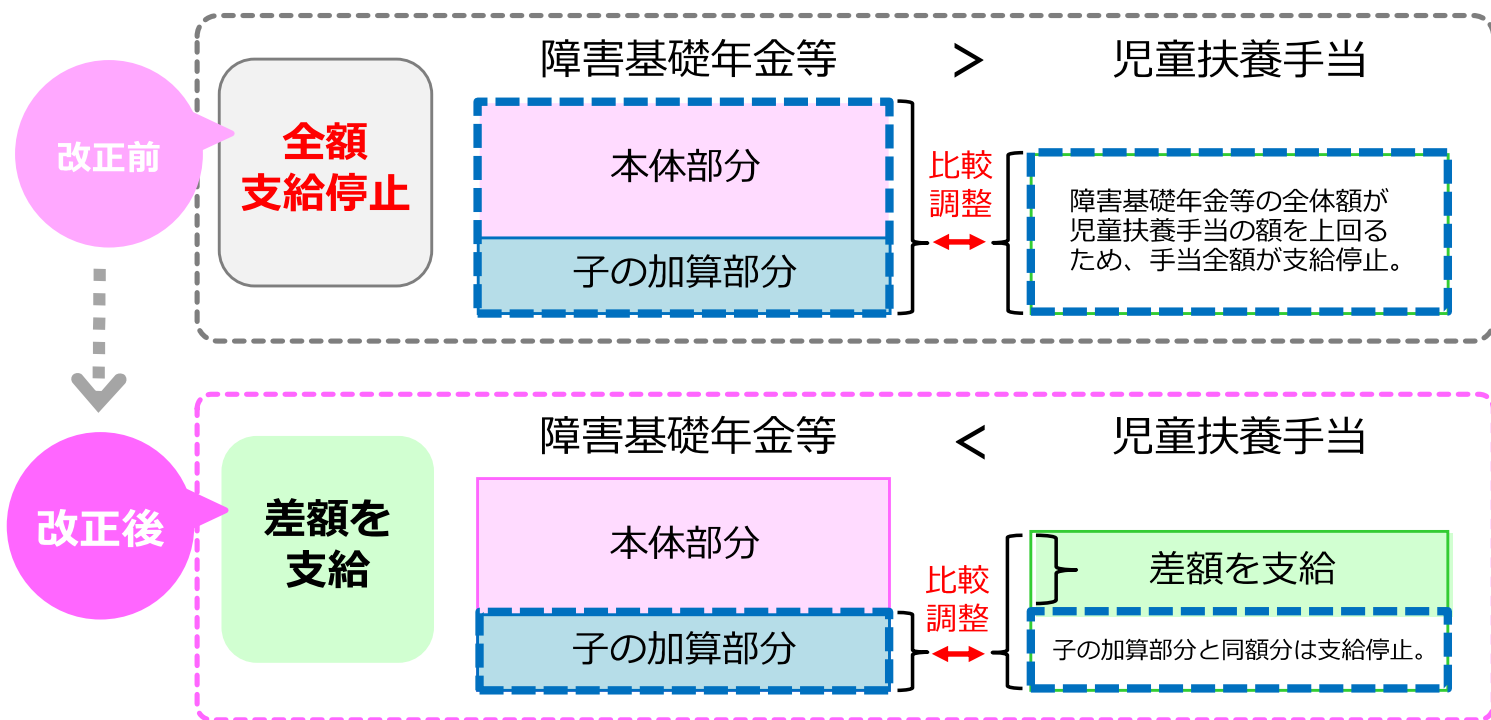 改正前
全額
支給停止
障害基礎年金等 > 児童扶養手当
本体部分
子の加算部分
比較
調整
障害基礎年金等の全体額が
児童扶養手当の額を上回る
ため、手当全額が支給停止。
改正後
差額を
支給
障害基礎年金等 < 児童扶養手当
本体部分
子の加算部分
比較
調整
差額を支給
子の加算部分と同額分は支給停止。